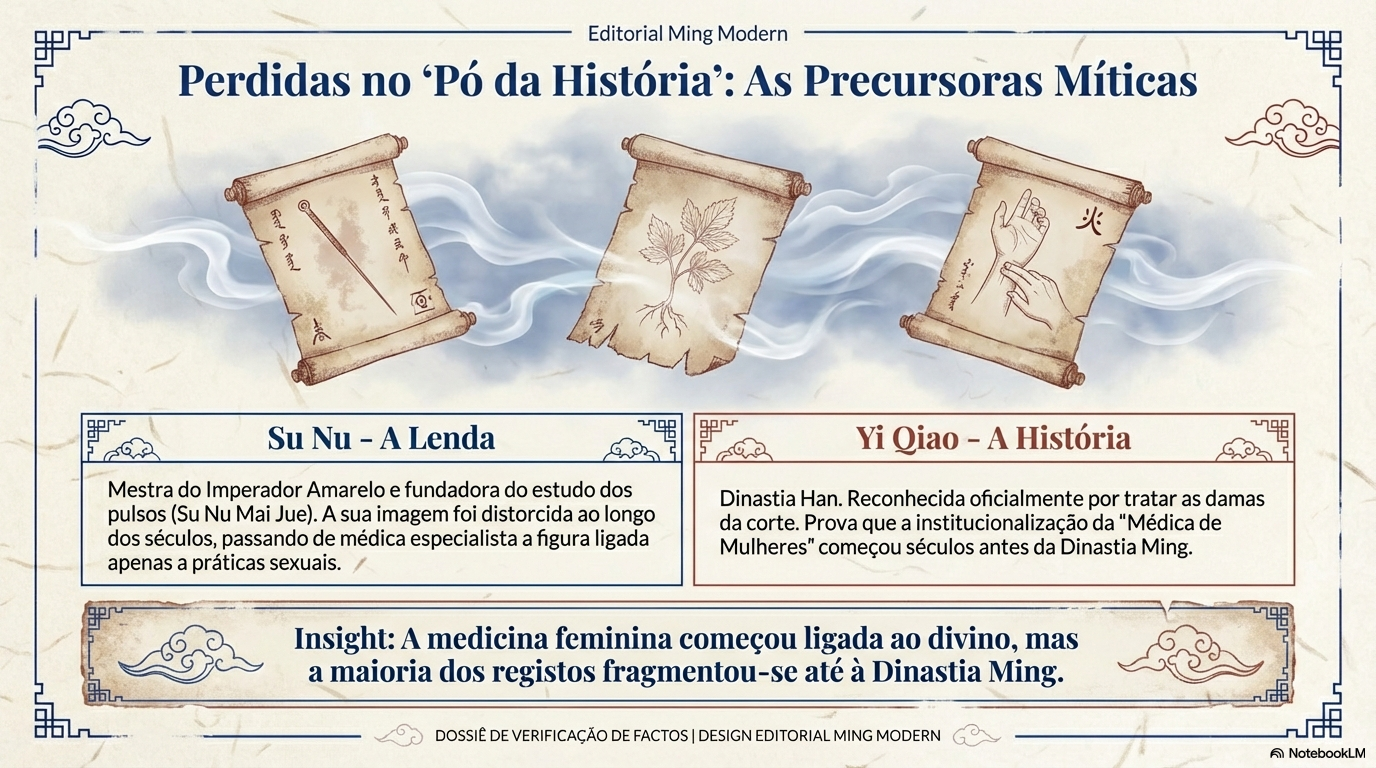 Editorial Ming Modern
Perdidas no ‘Pó da História’: As Precursoras Míticas
火
Su Nu - A Lenda
Mestra do Imperador Amarelo e fundadora do estudo dos
pulsos (Su Nu Mai Jue). A sua imagem foi distorcida ao longo
dos séculos, passando de médica especialista a figura ligada
apenas a práticas sexuais.
Yi Qiao - A História
Dinastia Han. Reconhecida oficialmente por tratar as damas
da corte. Prova que a institucionalização da “Médica de
Mulheres” começou séculos antes da Dinastia Ming.
Insight: A medicina feminina começou ligada ao divino, mas
a maioria dos registos fragmentou-se até à Dinastia Ming.
DOSSIÊ DE VERIFICAÇÃO DE FACTOS | DESIGN EDITORIAL MING MODERN
NotebookLM